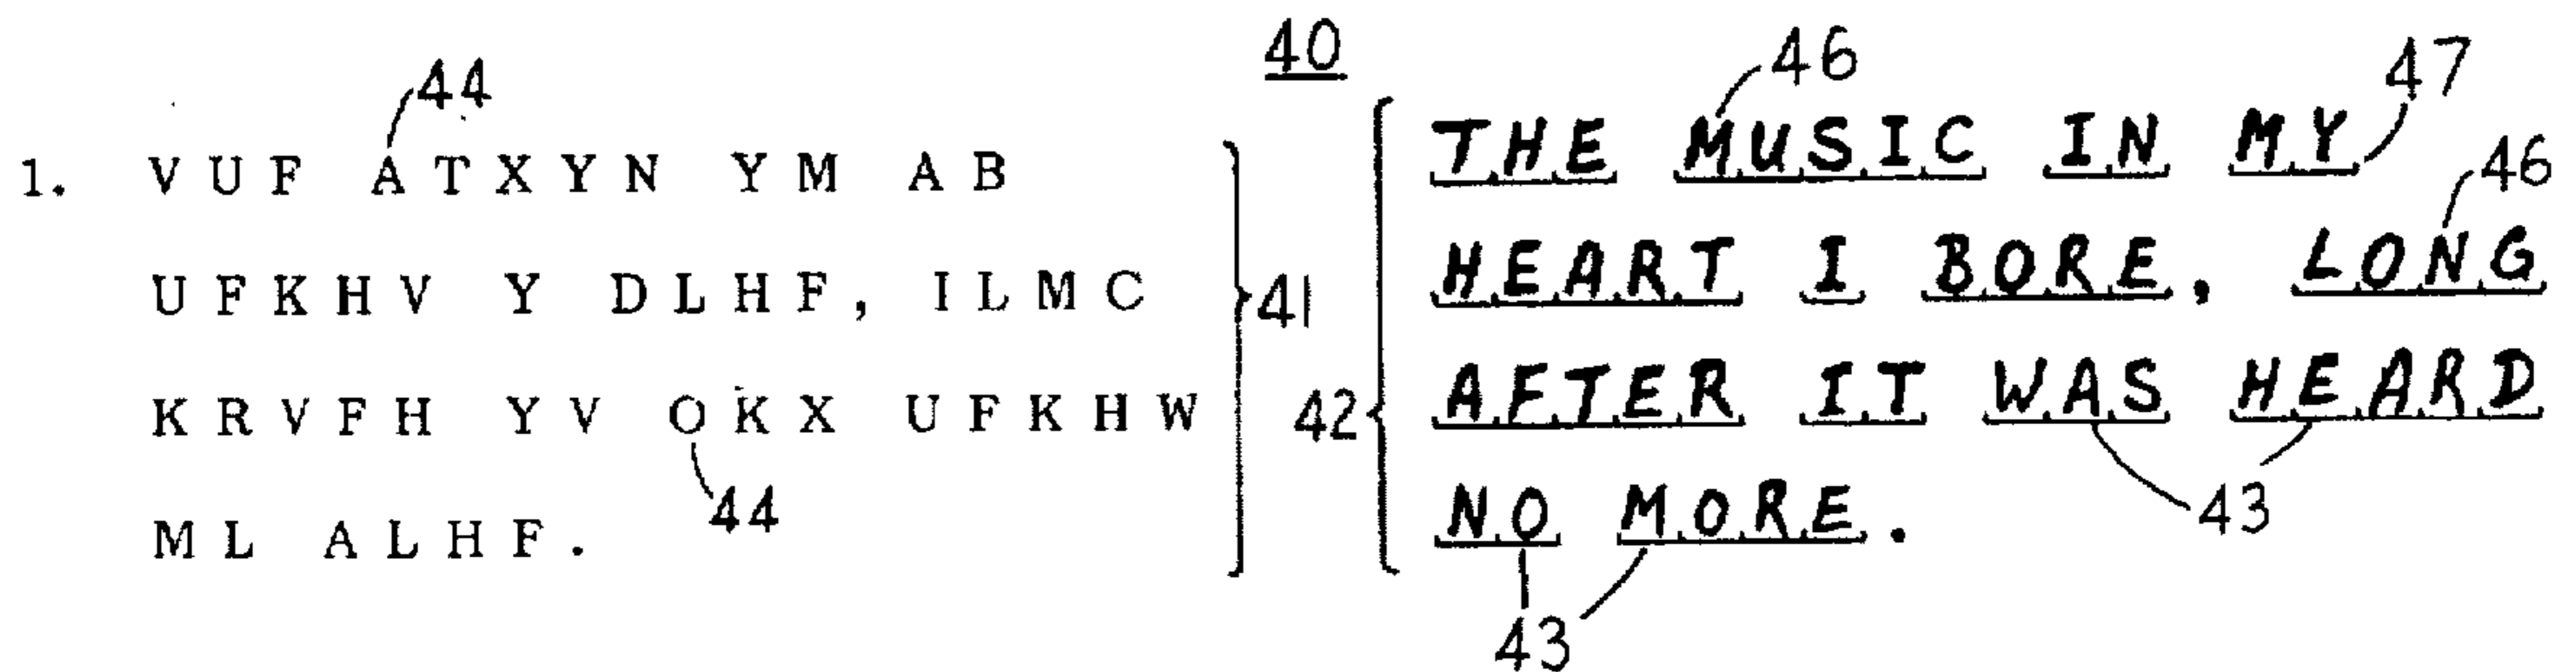 40
44
46
47
1. VUF ATXYN YM AB
THE MUSIC IN MY
46
UFKHV Y DLHF, ILMC
41
HEART I BORE, LONG
KRVFH YV OKX UFKHW
42
AFTER IT WAS HEARD
44
43
ML ALHF.
NO MORE.
43